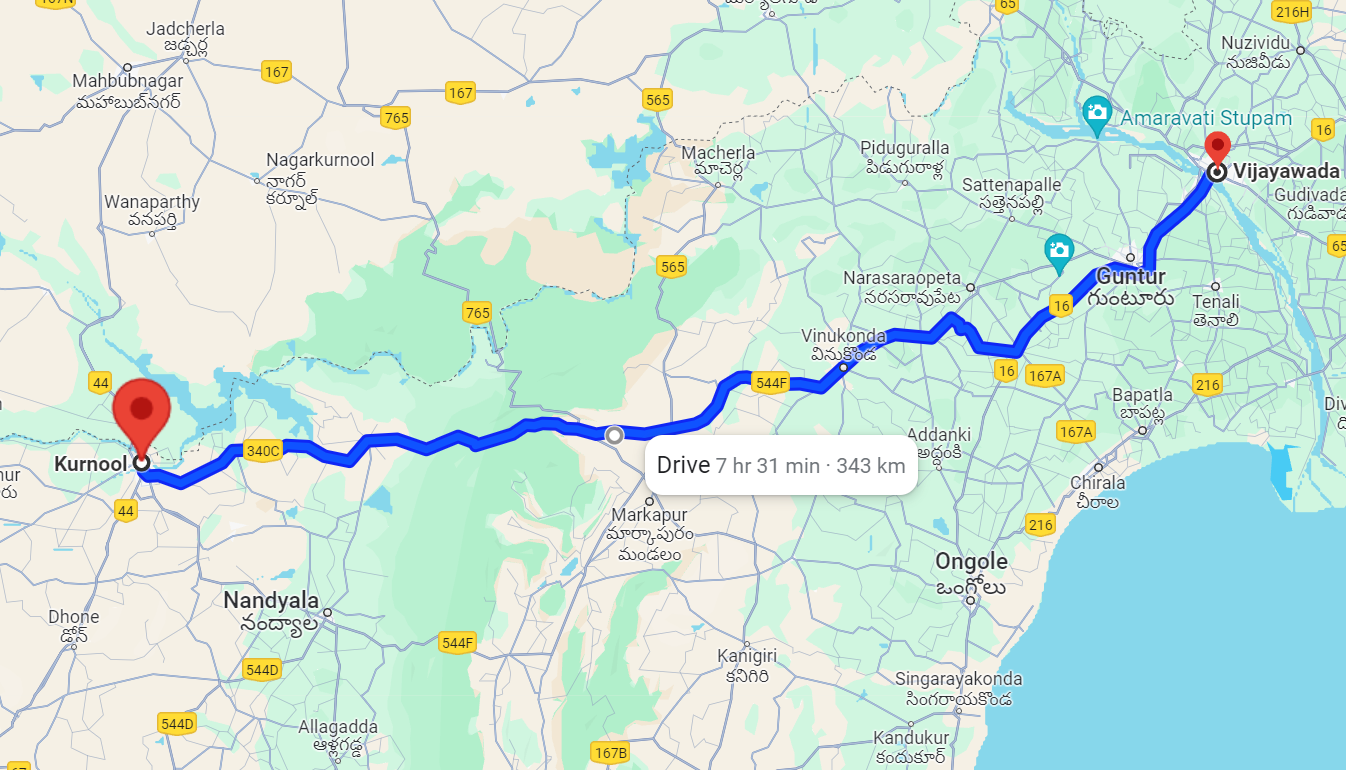 216H
65
Jadcherla
జడ్చర్ల
Nuzividu
నుజివీడు
167
Mahbubnagar
మహబుబ్‌నగర్
167
565
765
Amaravati Stupam
16
Macherla
మాచెర్ల
Piduguralla
పిడుగురాళ్ల
Nagarkurnool
నాగర్
కర్నూల్
Vijayawada
Sattenapalle
సత్తెనపల్లి
Wanaparthy
వనపర్తి
Gudivada
గుడివాడ
65
565
Narasaraopeta
నరసరావుపేట
Guntur
గుంటూరు
Tenali
తెనాలి
765
16
Vinukonda
వినుకొండ
44
544F
16
167A
216
Bapatla
బాపట్ల
Addanki
అద్దంకి
167A
340C
Kurnool
Drive 7 hr 31 min · 343 km
Chirala
చీరాల
44
Markapur
మార్కాపురం
మండలం
216
Ongole
ఒంగోలు
Nandyala
నంద్యాల
Dhone
డోన్
544F
Kanigiri
కనిగిరి
544D
Singarayakonda
సింగరాయకొండ
544D
Allagadda
ఆళ్లగడ్డ
Kandukur
కందుకూర్
167B